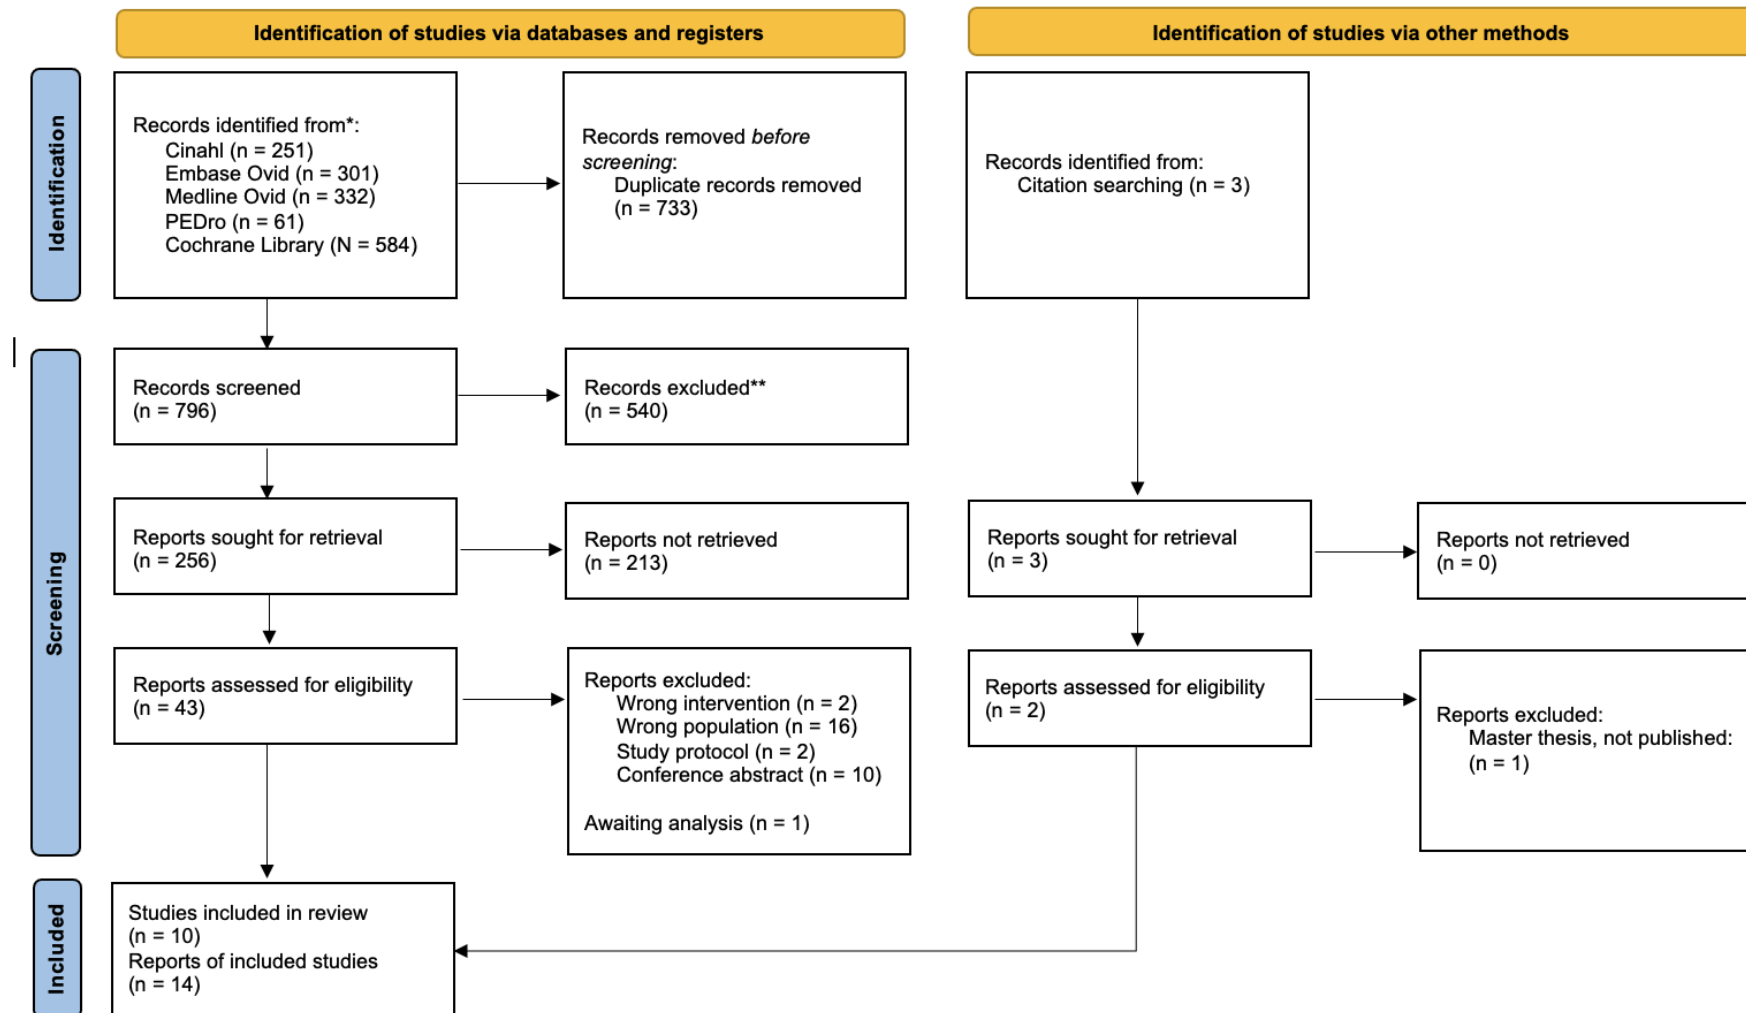 Identification of studies via databases and registers
Identification of studies via other methods
Identification
Records identified from*:
Cinahl (n = 251)
Embase Ovid (n = 301)
Medline Ovid (n = 332)
PEDro (n = 61)
Cochrane Library (N = 584)
Records removed before
screening:
Duplicate records removed
(n = 733)
Records identified from:
Citation searching (n = 3)
Screening
Records screened
(n = 796)
Records excluded**
(n = 540)
Reports sought for retrieval
(n = 256)
Reports not retrieved
(n = 213)
Reports sought for retrieval
(n = 3)
Reports not retrieved
(n = 0)
Reports assessed for eligibility
(n = 43)
Reports excluded:
Wrong intervention (n = 2)
Wrong population (n = 16)
Study protocol (n = 2)
Conference abstract (n = 10)
Awaiting analysis (n = 1)
Reports assessed for eligibility
(n = 2)
Reports excluded:
Master thesis, not published:
(n = 1)
Included
Studies included in review
(n = 10)
Reports of included studies
(n = 14)